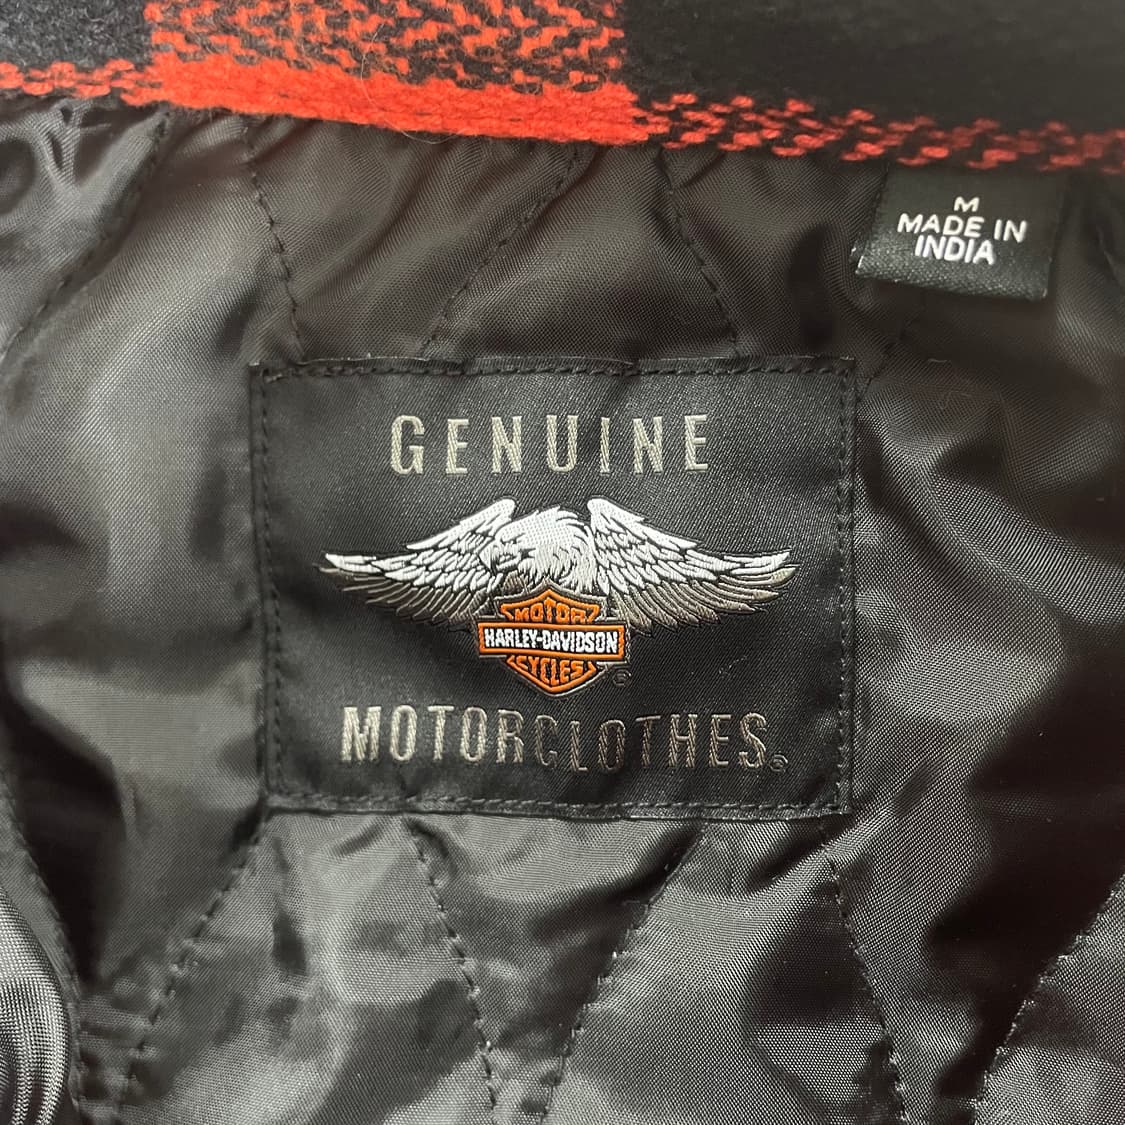 M
MADE IN
INDIA
GENUINE
MOTOR
HARLEY-DAVIDSON
CYCLES
®
MOTORCLOTHES®